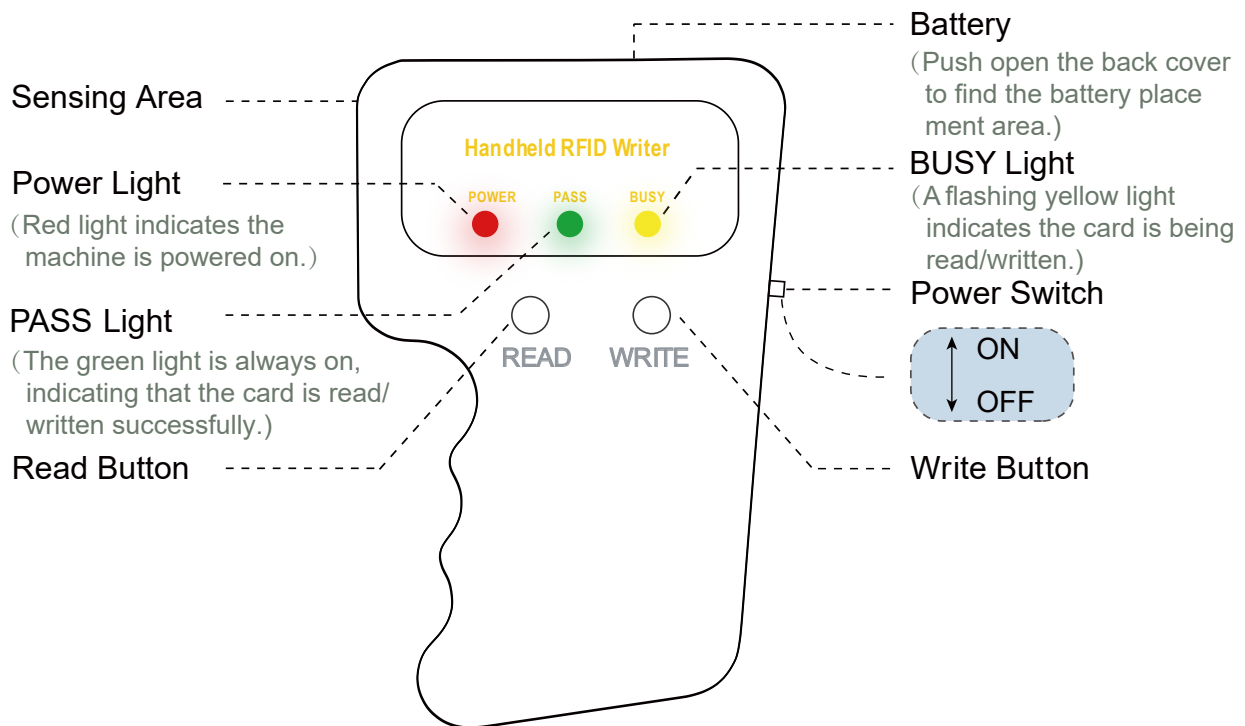 Sensing Area
Power Light
(Red light indicates the
machine is powered on.)
PASS Light
(The green light is always on,
indicating that the card is read/
written successfully.)
Read Button
Handheld RFID Writer
POWER PASS BUSY
READ WRITE
Battery
(Push open the back cover
to find the battery place
ment area.)
BUSY Light
(A flashing yellow light
indicates the card is being
read/written.)
Power Switch
ON
OFF
Write Button